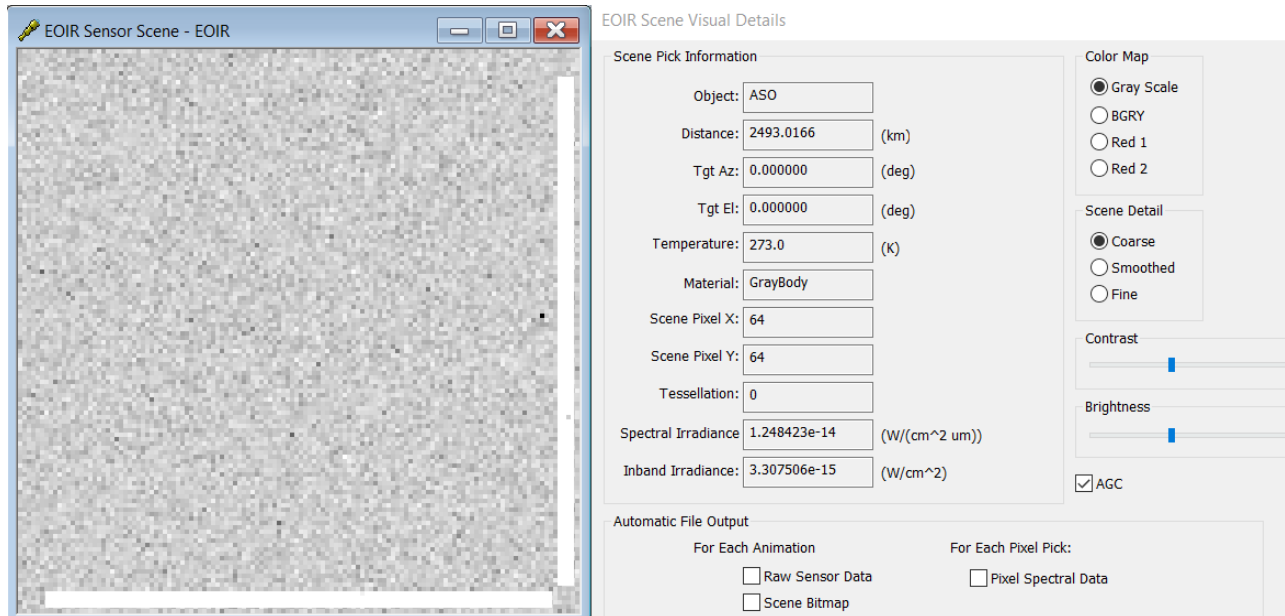 EOIR Sensor Scene - EOIR
EOIR Scene Visual Details
Scene Pick Information
Object: ASO
Distance: 2493.0166 (km)
Tgt Az: 0.000000 (deg)
Tgt El: 0.000000 (deg)
Temperature: 273.0 (K)
Material: GrayBody
Scene Pixel X: 64
Scene Pixel Y: 64
Tessellation: 0
Spectral Irradiance 1.248423e-14 (W/(cm^2 um))
Inband Irradiance: 3.307506e-15 (W/cm^2)
Color Map
Gray Scale
BGRY
Red 1
Red 2
Scene Detail
Coarse
Smoothed
Fine
Contrast
Brightness
AGC
Automatic File Output
For Each Animation
Raw Sensor Data
Scene Bitmap
For Each Pixel Pick:
Pixel Spectral Data